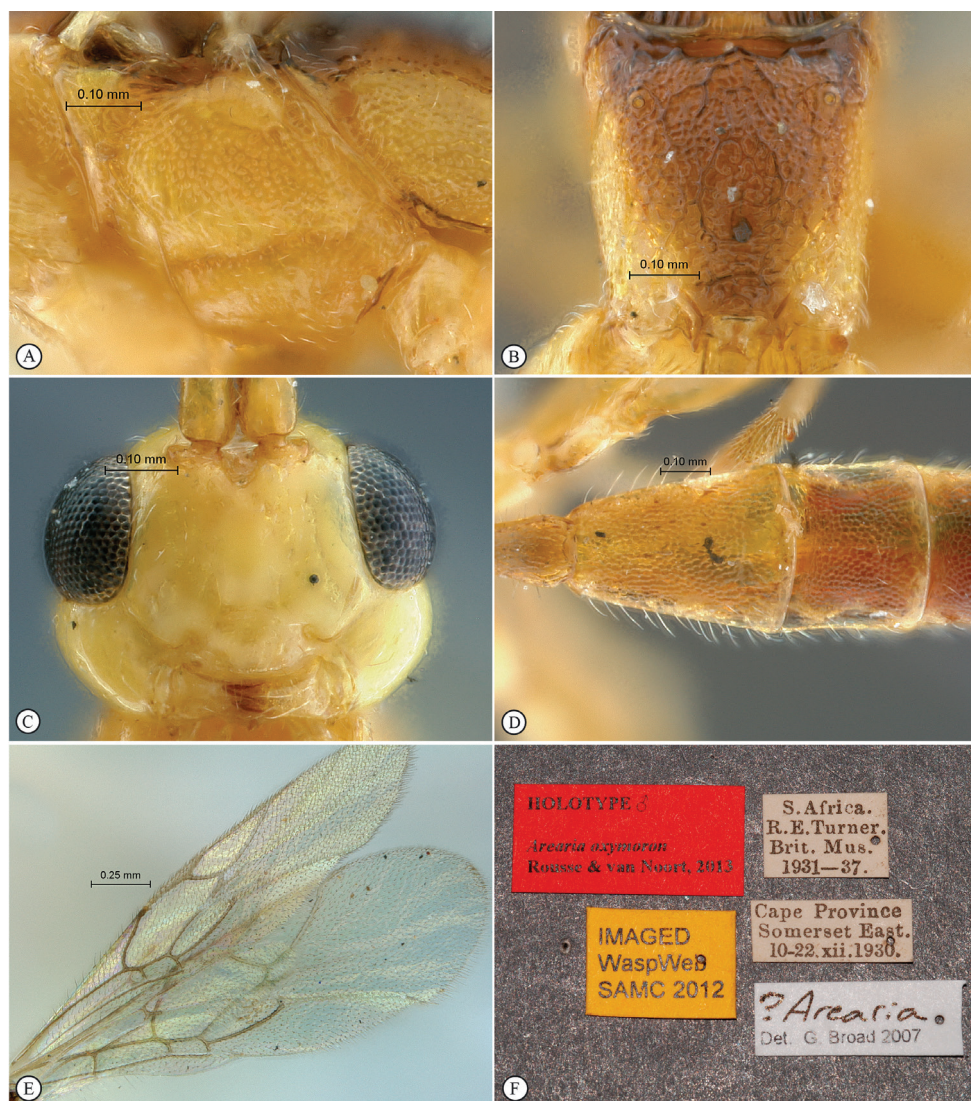 0.10 mm
A
0.10 mm
B
0.10 mm
C
0.10 mm
D
0.25 mm
E
HOLOTYPE ♂
Arearia oxymoron
Rousse & van Noort, 2013
S. Africa.
R.E.Turner.
Brit. Mus.
1931—37.
IMAGED
WaspWeB
SAMC 2012
Cape Province
Somerset East.
10-22.xii.1930.
? Arearia.
Det. G. Broad 2007
F